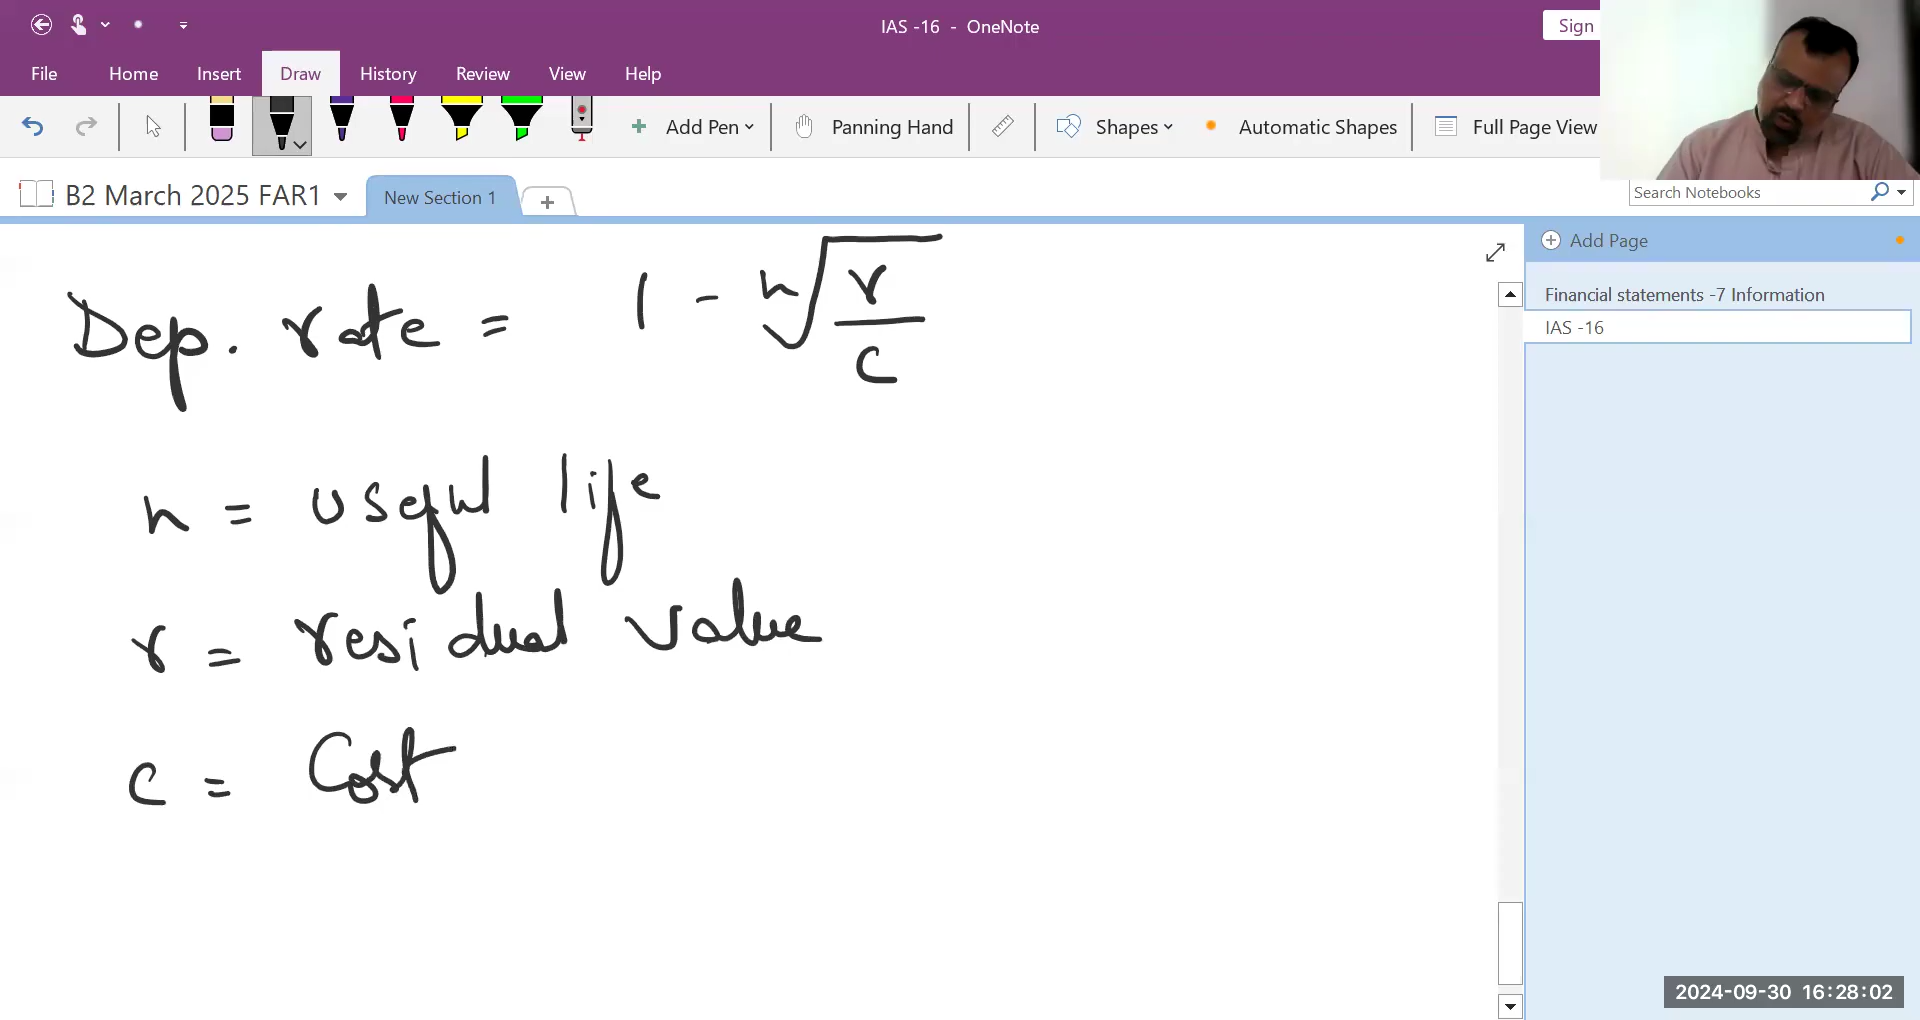 IAS -16 - OneNote
Sign
File Home Insert Draw History Review View Help
Add Pen Panning Hand Shapes Automatic Shapes Full Page View
B2 March 2025 FAR1 New Section 1
Search Notebooks
Add Page
Financial statements -7 Information
IAS -16
Dep. rate = 1 - n√(r/c)
n = useful life
r = residual value
c = Cost
2024-09-30 16:28:02